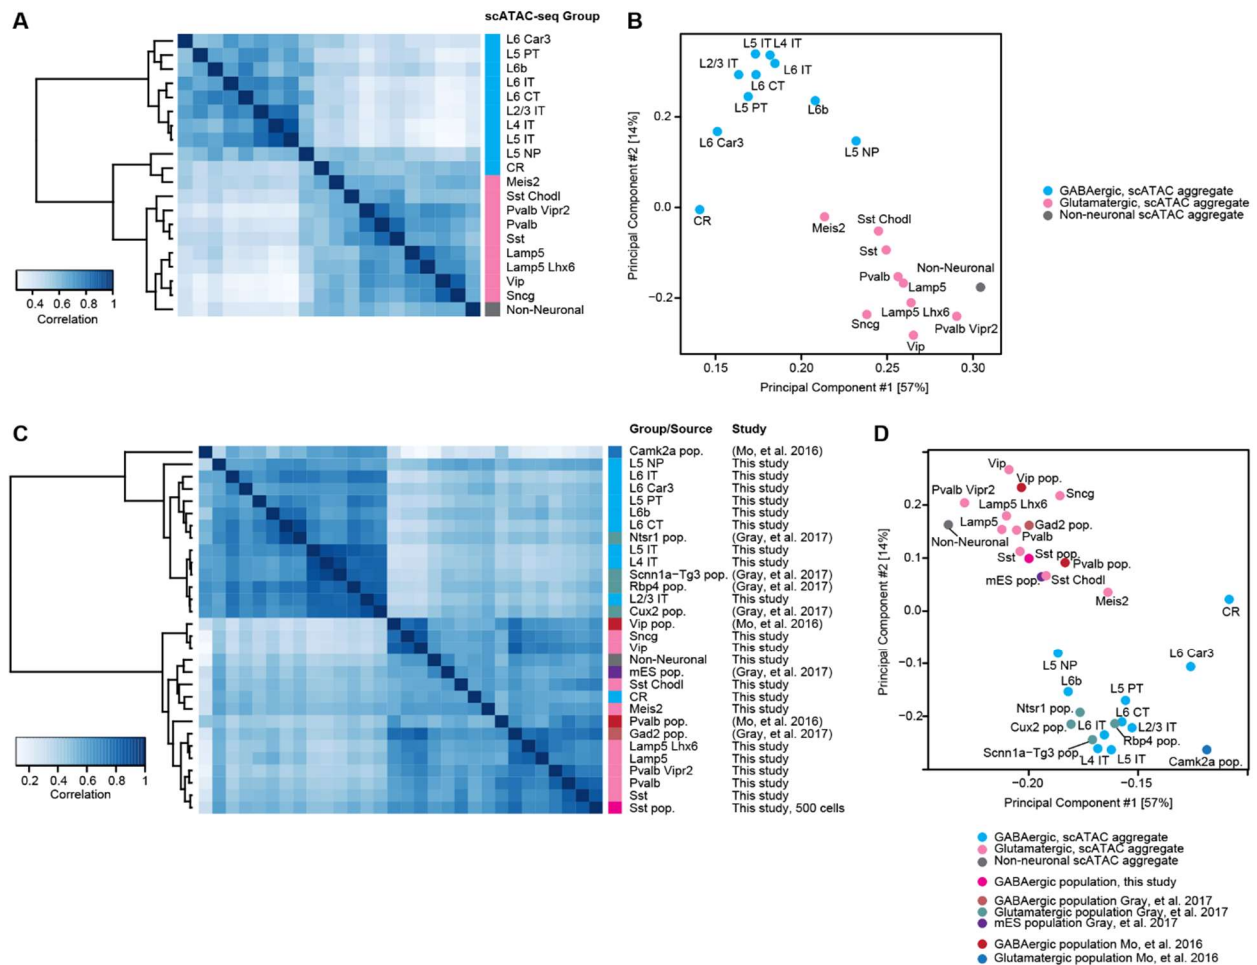 A
scATAC-seq Group
L6 Car3
L5 PT
L6b
L6 IT
L6 CT
L2/3 IT
L4 IT
L5 IT
L5 NP
CR
Meis2
Sst Chodl
Pvalb Vipr2
Pvalb
Sst
Lamp5
Lamp5 Lhx6
Vip
Sncg
Non-Neuronal
0.4 0.6 0.8 1
Correlation
B
L5 IT L4 IT
L2/3 IT
L6 IT
L6 CT
L5 PT
L6b
L6 Car3
L5 NP
CR
Meis2
Sst Chodl
Sst
Pvalb
Non-Neuronal
Lamp5
Lamp5 Lhx6
Sncg
Pvalb Vipr2
Vip
0.2
0.0
−0.2
Principal Component #2 [14%]
0.15 0.20 0.25 0.30
Principal Component #1 [57%]
GABAergic, scATAC aggregate
Glutamatergic, scATAC aggregate
Non-neuronal scATAC aggregate
C
Group/Source Study
Camk2a pop. (Mo, et al. 2016)
L5 NP This study
L6 IT This study
L6 Car3 This study
L5 PT This study
L6b This study
L6 CT This study
Ntsr1 pop. (Gray, et al. 2017)
L5 IT This study
L4 IT This study
Scnn1a−Tg3 pop. (Gray, et al. 2017)
Rbp4 pop. (Gray, et al. 2017)
L2/3 IT This study
Cux2 pop. (Gray, et al. 2017)
Vip pop. (Mo, et al. 2016)
Sncg This study
Vip This study
Non-Neuronal This study
mES pop. (Gray, et al. 2017)
Sst Chodl This study
CR This study
Meis2 This study
Pvalb pop. (Mo, et al. 2016)
Gad2 pop. (Gray, et al. 2017)
Lamp5 Lhx6 This study
Lamp5 This study
Pvalb Vipr2 This study
Pvalb This study
Sst This study
Sst pop. This study, 500 cells
0.2 0.4 0.6 0.8 1
Correlation
D
Vip
Vip pop.
Pvalb Vipr2
Sncg
Lamp5 Lhx6
Lamp5
Gad2 pop.
Pvalb
Non-Neuronal
Sst
Sst pop.
Pvalb pop.
mES pop.
Sst Chodl
Meis2
CR
L5 NP
L6 Car3
L6b
L5 PT
Ntsr1 pop.
L6 CT
Cux2 pop.
L6 IT
L2/3 IT
Rbp4 pop.
Scnn1a−Tg3 pop.
L4 IT
L5 IT
Camk2a pop.
0.2
0.1
0.0
−0.1
−0.2
Principal Component #2 [14%]
−0.20 −0.15
Principal Component #1 [57%]
GABAergic, scATAC aggregate
Glutamatergic, scATAC aggregate
Non-neuronal scATAC aggregate
GABAergic population, this study
GABAergic population Gray, et al. 2017
Glutamatergic population Gray, et al. 2017
mES population Gray, et al. 2017
GABAergic population Mo, et al. 2016
Glutamatergic population Mo, et al. 2016